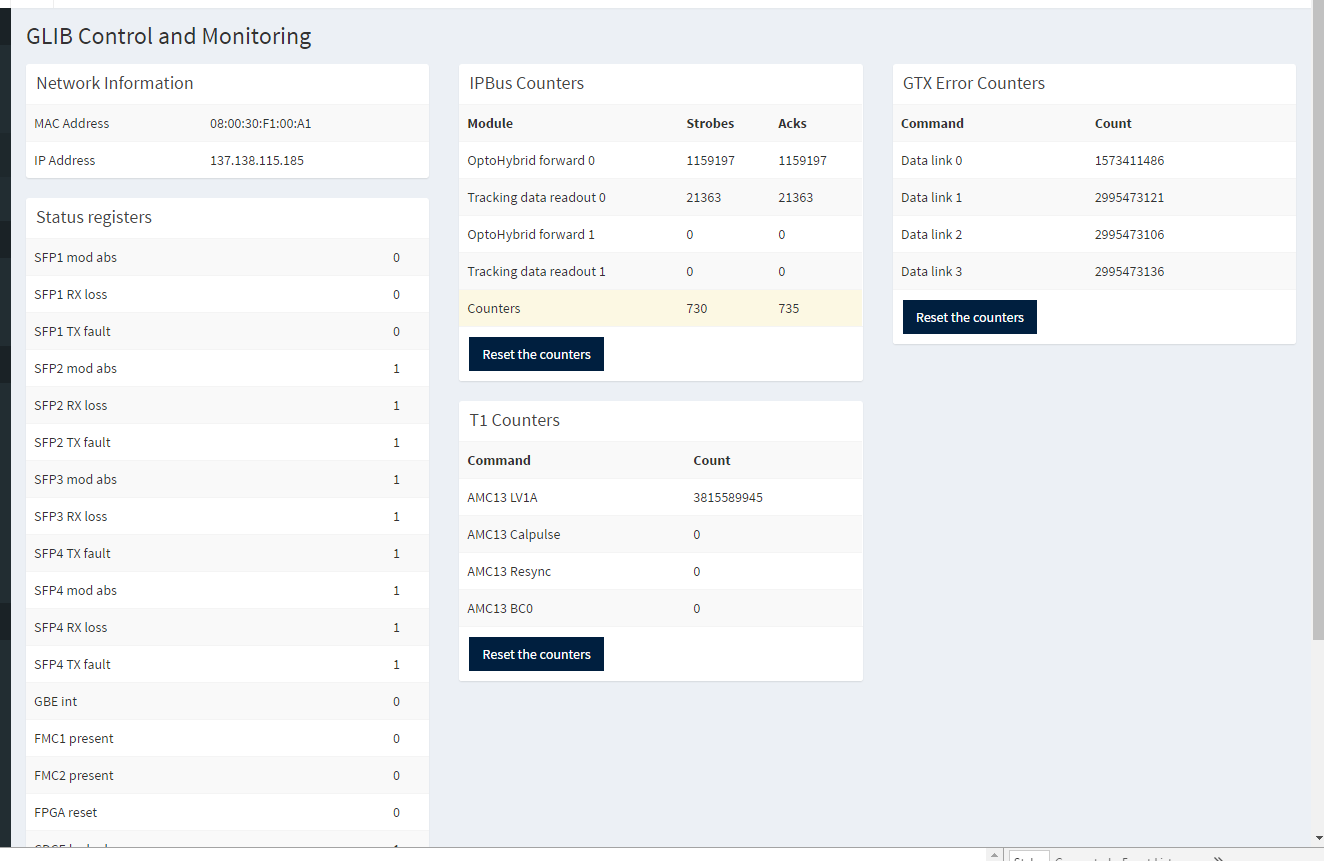 GLIB Control and Monitoring
Network Information
MAC Address 08:00:30:F1:00:A1
IP Address 137.138.115.185
Status registers
SFP1 mod abs 0
SFP1 RX loss 0
SFP1 TX fault 0
SFP2 mod abs 1
SFP2 RX loss 1
SFP2 TX fault 1
SFP3 mod abs 1
SFP3 RX loss 1
SFP4 TX fault 1
SFP4 mod abs 1
SFP4 RX loss 1
SFP4 TX fault 1
GBE int 0
FMC1 present 0
FMC2 present 0
FPGA reset 0
IPBus Counters
Module Strobes Acks
OptoHybrid forward 0 1159197 1159197
Tracking data readout 0 21363 21363
OptoHybrid forward 1 0 0
Tracking data readout 1 0 0
Counters 730 735
Reset the counters
T1 Counters
Command Count
AMC13 LV1A 3815589945
AMC13 Calpulse 0
AMC13 Resync 0
AMC13 BC0 0
Reset the counters
GTX Error Counters
Command Count
Data link 0 1573411486
Data link 1 2995473121
Data link 2 2995473106
Data link 3 2995473136
Reset the counters